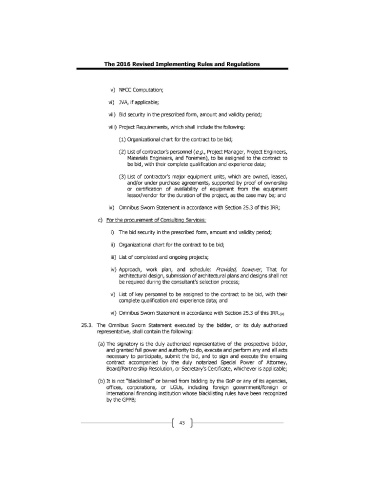 The 2016 Revised Implementing Rules and Regulations
v) NFCC Computation;
vi) JVA, if applicable;
vii) Bid security in the prescribed form, amount and validity period;
viii) Project Requirements, which shall include the following:
(1) Organizational chart for the contract to be bid;
(2) List of contractor's personnel (e.g., Project Manager, Project Engineers,
Materials Engineers, and Foremen), to be assigned to the contract to
be bid, with their complete qualification and experience data;
(3) List of contractor's major equipment units, which are owned, leased,
and/or under purchase agreements, supported by proof of ownership
or certification of availability of equipment from the equipment
lessor/vendor for the duration of the project, as the case may be; and
ix) Omnibus Sworn Statement in accordance with Section 25.3 of this IRR;
c) For the procurement of Consulting Services:
i) The bid security in the prescribed form, amount and validity period;
ii) Organizational chart for the contract to be bid;
iii) List of completed and ongoing projects;
iv) Approach, work plan, and schedule: Provided, however, That for
architectural design, submission of architectural plans and designs shall not
be required during the consultant's selection process;
v) List of key personnel to be assigned to the contract to be bid, with their
complete qualification and experience data; and
vi) Omnibus Sworn Statement in accordance with Section 25.3 of this IRR.
25.3. The Omnibus Sworn Statement executed by the bidder, or its duly authorized
representative, shall contain the following:
(a) The signatory is the duly authorized representative of the prospective bidder,
and granted full power and authority to do, execute and perform any and all acts
necessary to participate, submit the bid, and to sign and execute the ensuing
contract accompanied by the duly notarized Special Power of Attorney,
Board/Partnership Resolution, or Secretary's Certificate, whichever is applicable;
(b) It is not "blacklisted" or barred from bidding by the GoP or any of its agencies,
offices, corporations, or LGUs, including foreign government/foreign or
international financing institution whose blacklisting rules have been recognized
by the GPPB;
43